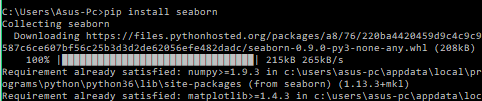 C:\Users\Asus-Pc>pip install seaborn
Collecting seaborn
Downloading https://files.pythonhosted.org/packages/a8/76/220ba4420459d9c4c9c9
587c6ce607bf56c25b3d3d2de62056efe482dadc/seaborn-0.9.0-py3-none-any.whl (208kB)
100% |████████████████████████████████| 215kB 265kB/s
Requirement already satisfied: numpy>=1.9.3 in c:\users\asus-pc\appdata\local\pr
ograms\python\python36\lib\site-packages (from seaborn) (1.13.3+mkl)
Requirement already satisfied: matplotlib>=1.4.3 in c:\users\asus-pc\appdata\loc